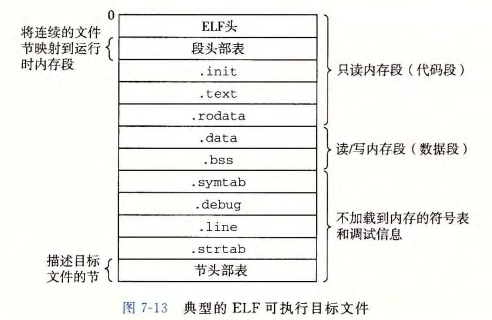 0
ELF头
将连续的文件
节映射到运行
时内存段
段头部表
.init
.text
.rodata
只读内存段(代码段)
.data
.bss
读/写内存段(数据段)
.symtab
.debug
.line
.strtab
不加载到内存的符号表
和调试信息
描述目标
文件的节
节头部表
图 7-13 典型的 ELF 可执行目标文件